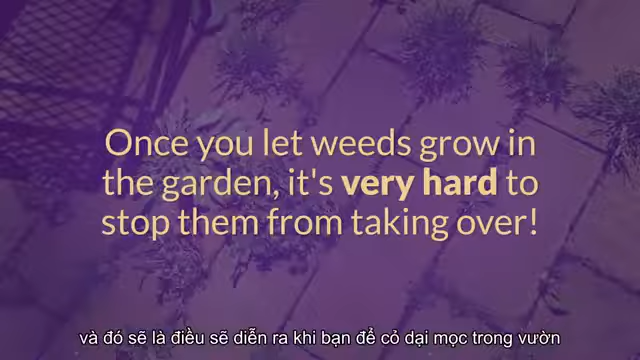 Once you let weeds grow in
the garden, it's very hard to
stop them from taking over!
và đó sẽ là điều sẽ diễn ra khi bạn để cỏ dại mọc trong vườn